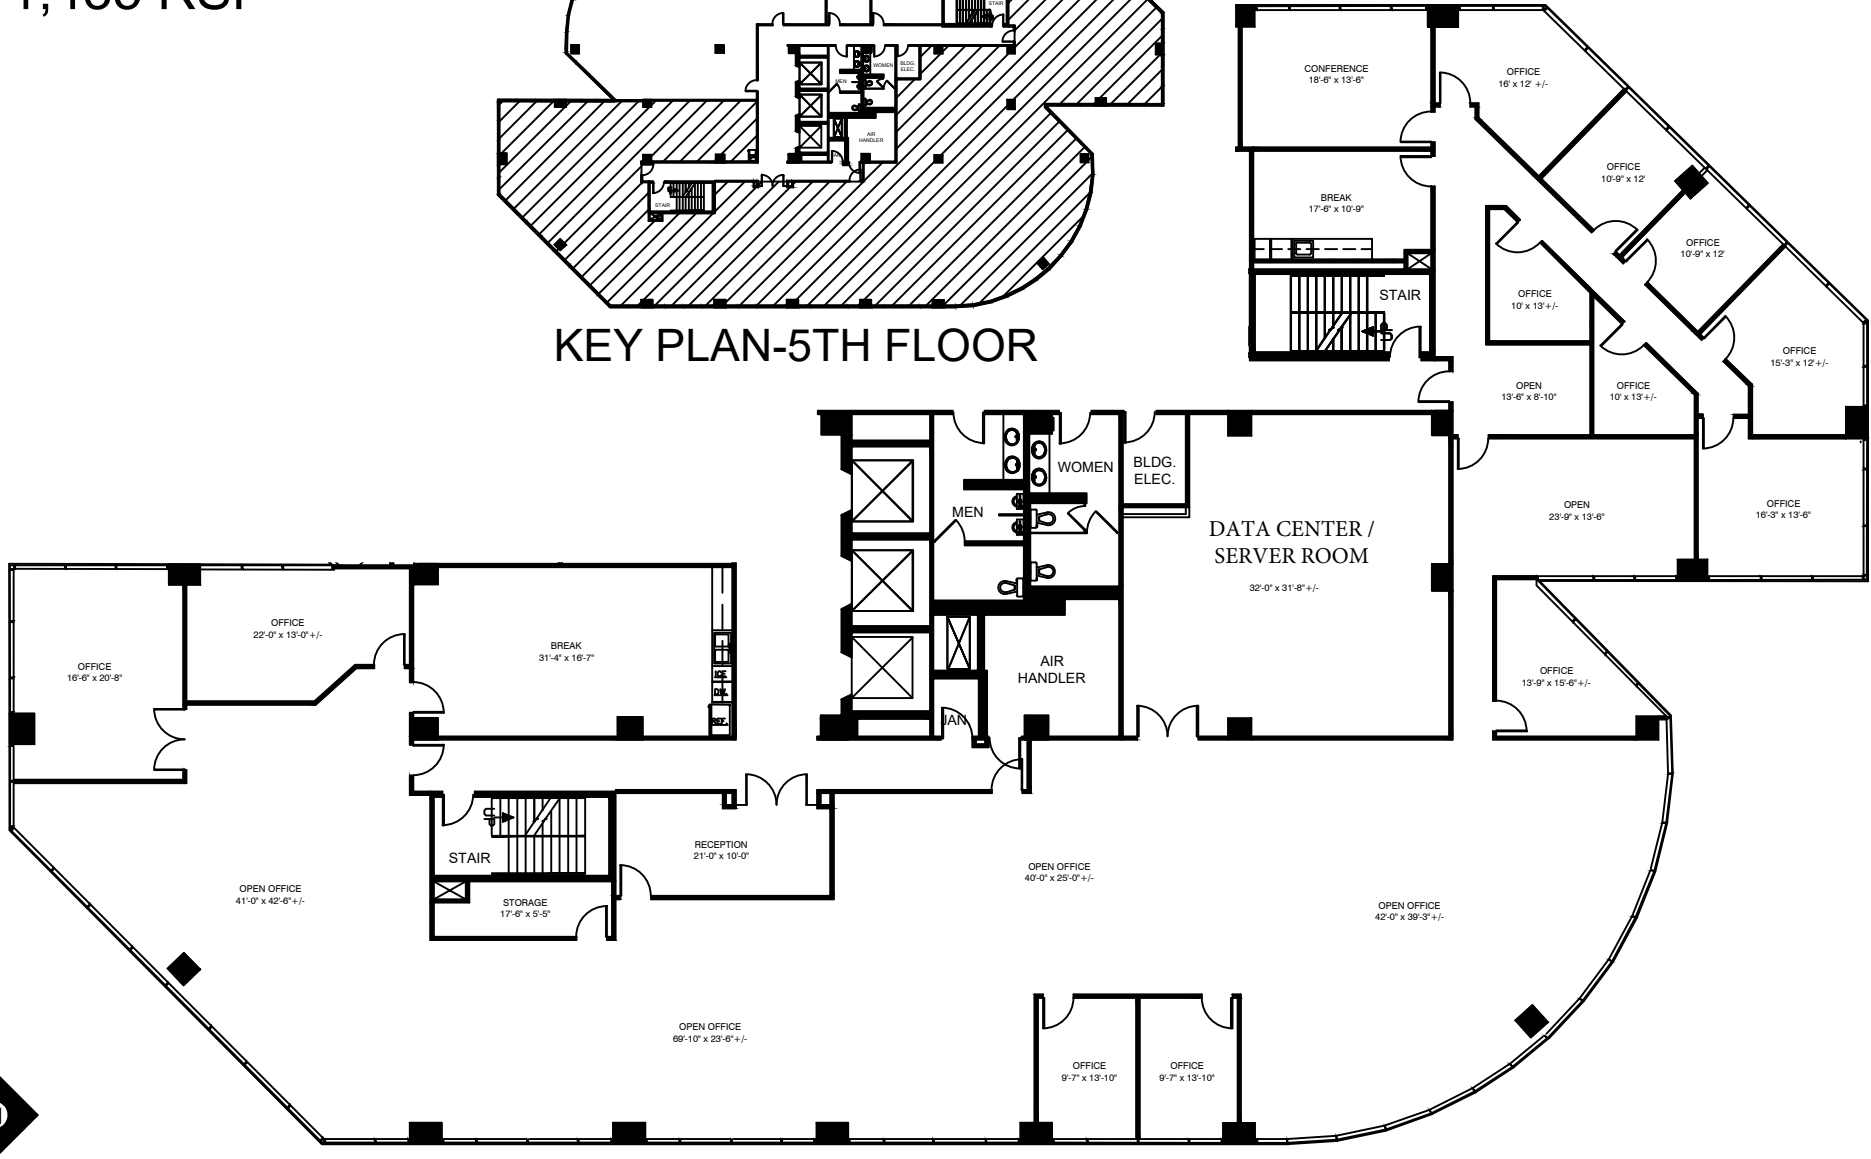 STAIR
WOMEN
BLDG.
ELEC.
MEN
AIR
HANDLER
STAIR
KEY PLAN-5TH FLOOR
CONFERENCE
18'-6" x 13'-6"
OFFICE
16' x 12' +/-
OFFICE
10'-9" x 12'
BREAK
17'-6" x 10'-9"
OFFICE
10'-9" x 12'
STAIR
UP
OFFICE
10' x 13'+/-
OFFICE
15'-3" x 12'+/-
OPEN
13'-6" x 8'-10"
OFFICE
10' x 13'+/-
WOMEN
BLDG.
ELEC.
MEN
DATA CENTER /
SERVER ROOM
32'-0" x 31'-8"+/-
OPEN
23'-9" x 13'-6"
OFFICE
16'-3" x 13'-6"
OFFICE
16'-6" x 20'-8"
OFFICE
22'-0" x 13'-0"+/-
BREAK
31'-4" x 16'-7"
ICE
DW.
REF.
AIR
HANDLER
JAN
OFFICE
13'-9" x 15'-6"+/-
UP
STAIR
RECEPTION
21'-0" x 10'-0"
STORAGE
17'-6" x 5'-5"
OPEN OFFICE
41'-0" x 42'-6"+/-
OPEN OFFICE
40'-0" x 25'-0"+/-
OPEN OFFICE
42'-0" x 39'-3"+/-
OPEN OFFICE
69'-10" x 23'-6"+/-
OFFICE
9'-7" x 13'-10"
OFFICE
9'-7" x 13'-10"